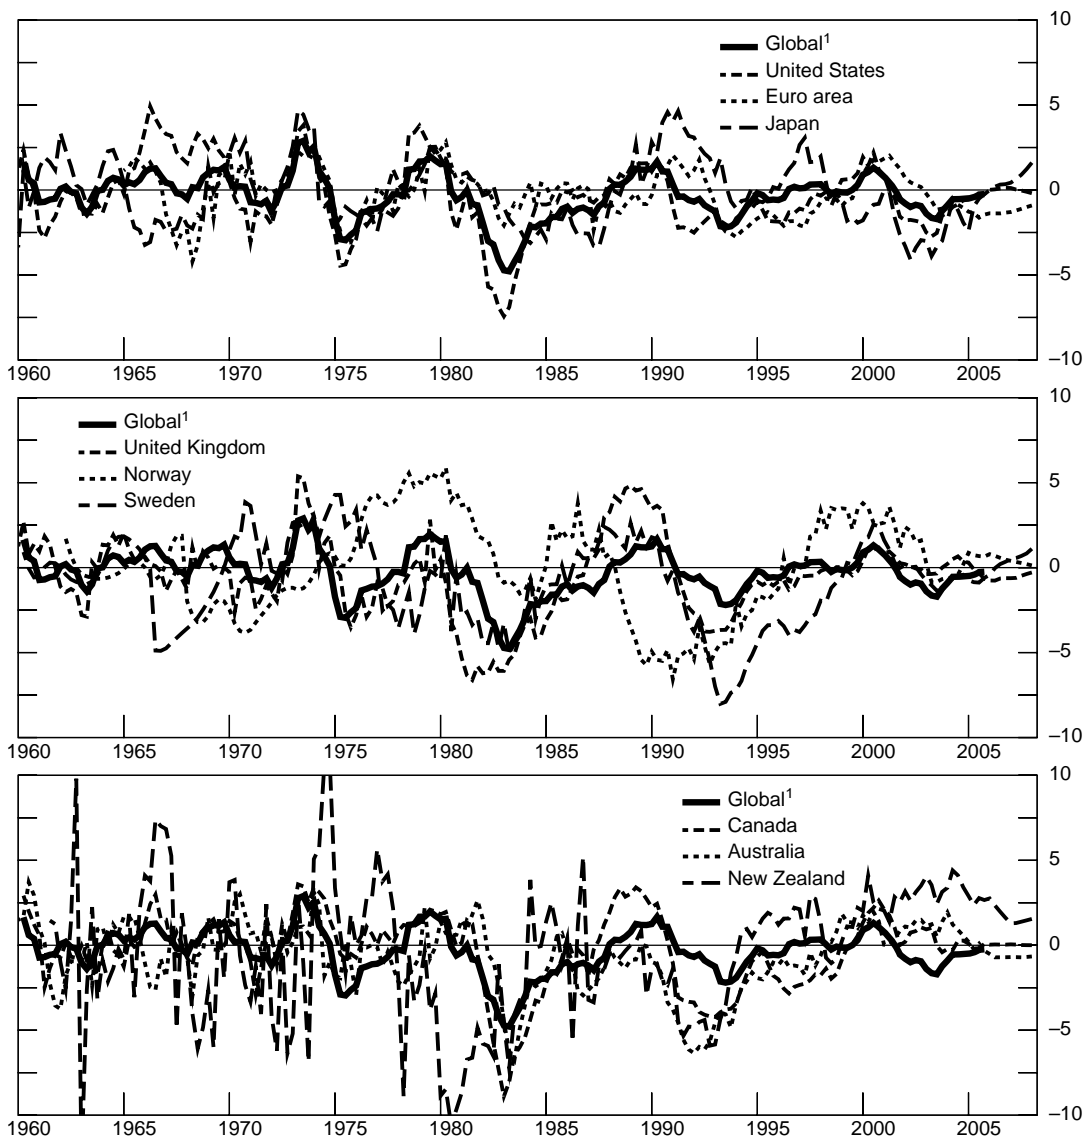 10
Global¹
United States
Euro area
Japan
5
0
–5
–10
1960 1965 1970 1975 1980 1985 1990 1995 2000 2005
10
Global¹
United Kingdom
Norway
Sweden
5
0
–5
–10
1960 1965 1970 1975 1980 1985 1990 1995 2000 2005
10
Global¹
Canada
Australia
New Zealand
5
0
–5
–10
1960 1965 1970 1975 1980 1985 1990 1995 2000 2005